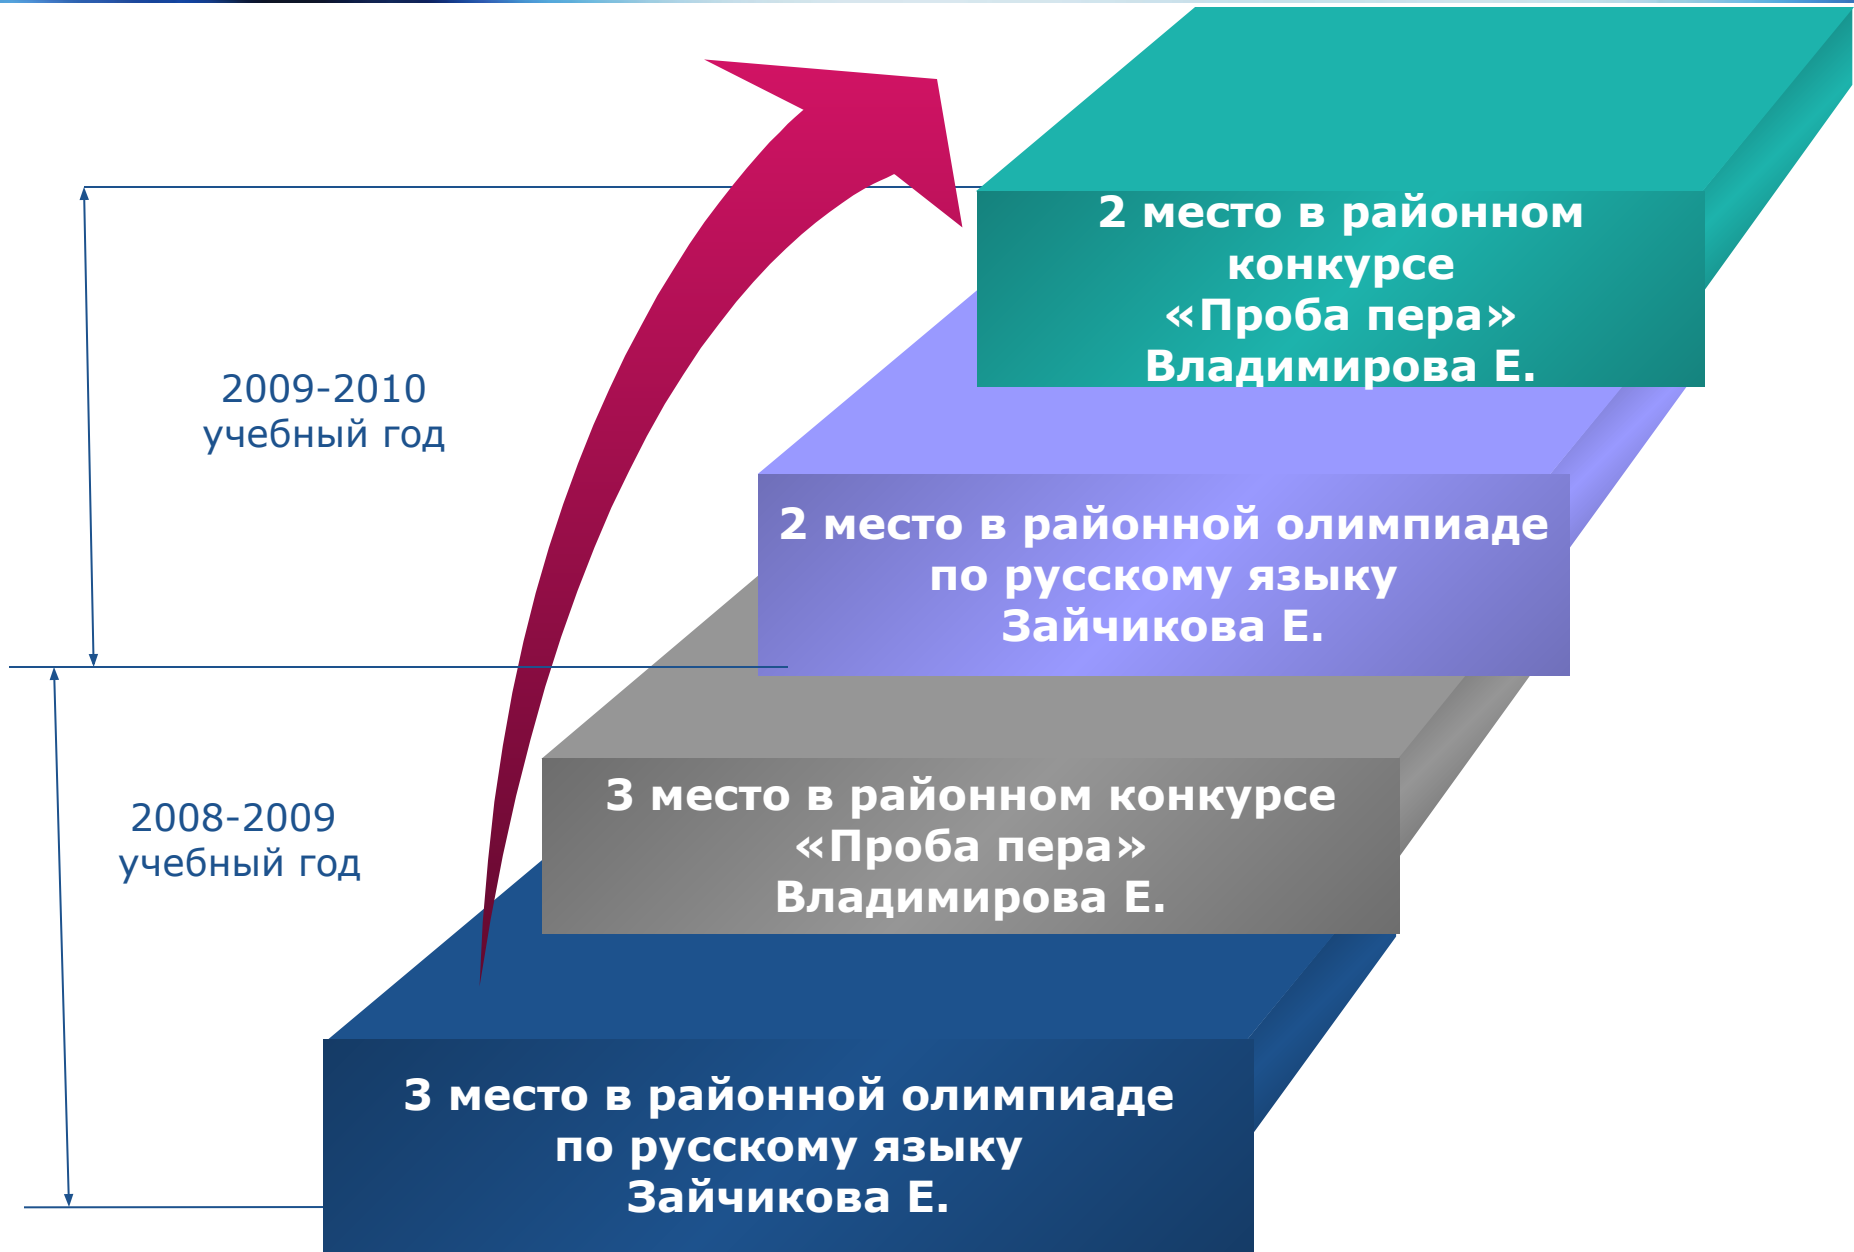 2 место в районном
конкурсе
«Проба пера»
Владимирова Е.
2009-2010
учебный год
2 место в районной олимпиаде
по русскому языку
Зайчикова Е.
3 место в районном конкурсе
«Проба пера»
Владимирова Е.
2008-2009
учебный год
3 место в районной олимпиаде
по русскому языку
Зайчикова Е.